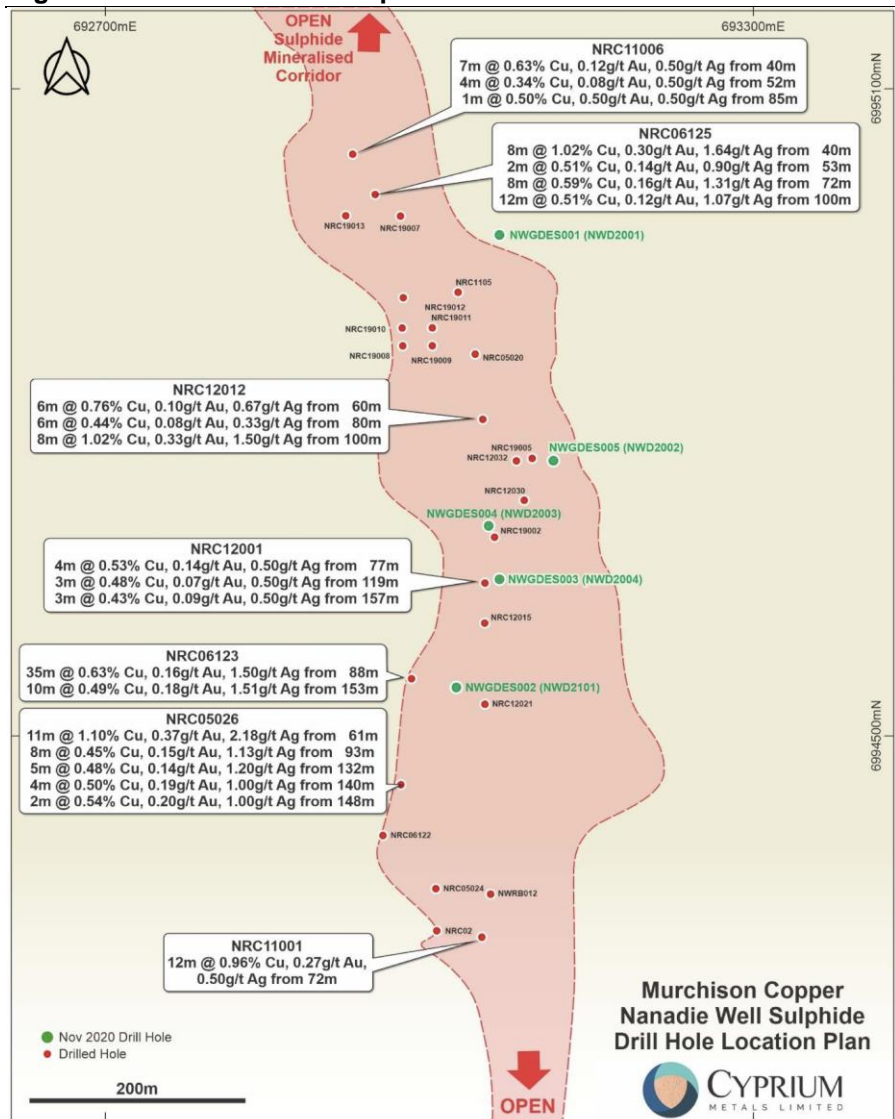 692700mE
693300mE
OPEN
Sulphide
Mineralised
Corridor
6995100mN
NRC11006
7m @ 0.63% Cu, 0.12g/t Au, 0.50g/t Ag from 40m
4m @ 0.34% Cu, 0.08g/t Au, 0.50g/t Ag from 52m
1m @ 0.50% Cu, 0.50g/t Au, 0.50g/t Ag from 85m
NRC06125
8m @ 1.02% Cu, 0.30g/t Au, 1.64g/t Ag from 40m
2m @ 0.51% Cu, 0.14g/t Au, 0.90g/t Ag from 53m
8m @ 0.59% Cu, 0.16g/t Au, 1.31g/t Ag from 72m
12m @ 0.51% Cu, 0.12g/t Au, 1.07g/t Ag from 100m
NRC19013
NRC19007
NWGDES001 (NWD2001)
NRC1105
NRC19012
NRC19011
NRC19010
NRC19008
NRC19009
NRC05020
NRC12012
6m @ 0.76% Cu, 0.10g/t Au, 0.67g/t Ag from 60m
6m @ 0.44% Cu, 0.08g/t Au, 0.33g/t Ag from 80m
8m @ 1.02% Cu, 0.33g/t Au, 1.50g/t Ag from 100m
NRC19005
NRC12032
NWGDES005 (NWD2002)
NRC12030
NWGDES004 (NWD2003)
NRC19002
NRC12001
4m @ 0.53% Cu, 0.14g/t Au, 0.50g/t Ag from 77m
3m @ 0.48% Cu, 0.07g/t Au, 0.50g/t Ag from 119m
3m @ 0.43% Cu, 0.09g/t Au, 0.50g/t Ag from 157m
NWGDES003 (NWD2004)
NRC12015
NRC06123
35m @ 0.63% Cu, 0.16g/t Au, 1.50g/t Ag from 88m
10m @ 0.49% Cu, 0.18g/t Au, 1.51g/t Ag from 153m
NWGDES002 (NWD2101)
NRC12021
6994500mN
NRC05026
11m @ 1.10% Cu, 0.37g/t Au, 2.18g/t Ag from 61m
8m @ 0.45% Cu, 0.15g/t Au, 1.13g/t Ag from 93m
5m @ 0.48% Cu, 0.14g/t Au, 1.20g/t Ag from 132m
4m @ 0.50% Cu, 0.19g/t Au, 1.00g/t Ag from 140m
2m @ 0.54% Cu, 0.20g/t Au, 1.00g/t Ag from 148m
NRC06122
NRC05024
NWRB012
NRC02
NRC11001
12m @ 0.96% Cu, 0.27g/t Au,
0.50g/t Ag from 72m
Murchison Copper
Nanadie Well Sulphide
Drill Hole Location Plan
Nov 2020 Drill Hole
Drilled Hole
200m
OPEN
CYPRIUM
METALS LIMITED